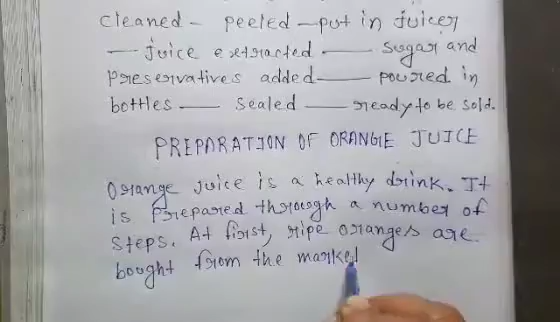 cleaned – peeled – put in juicer
— juice extracted — sugar and
preservatives added — poured in
bottles — sealed — ready to be sold.
PREPARATION OF ORANGE JUICE
Orange juice is a healthy drink. It
is prepared through a number of
steps. At first, ripe oranges are
bought from the market